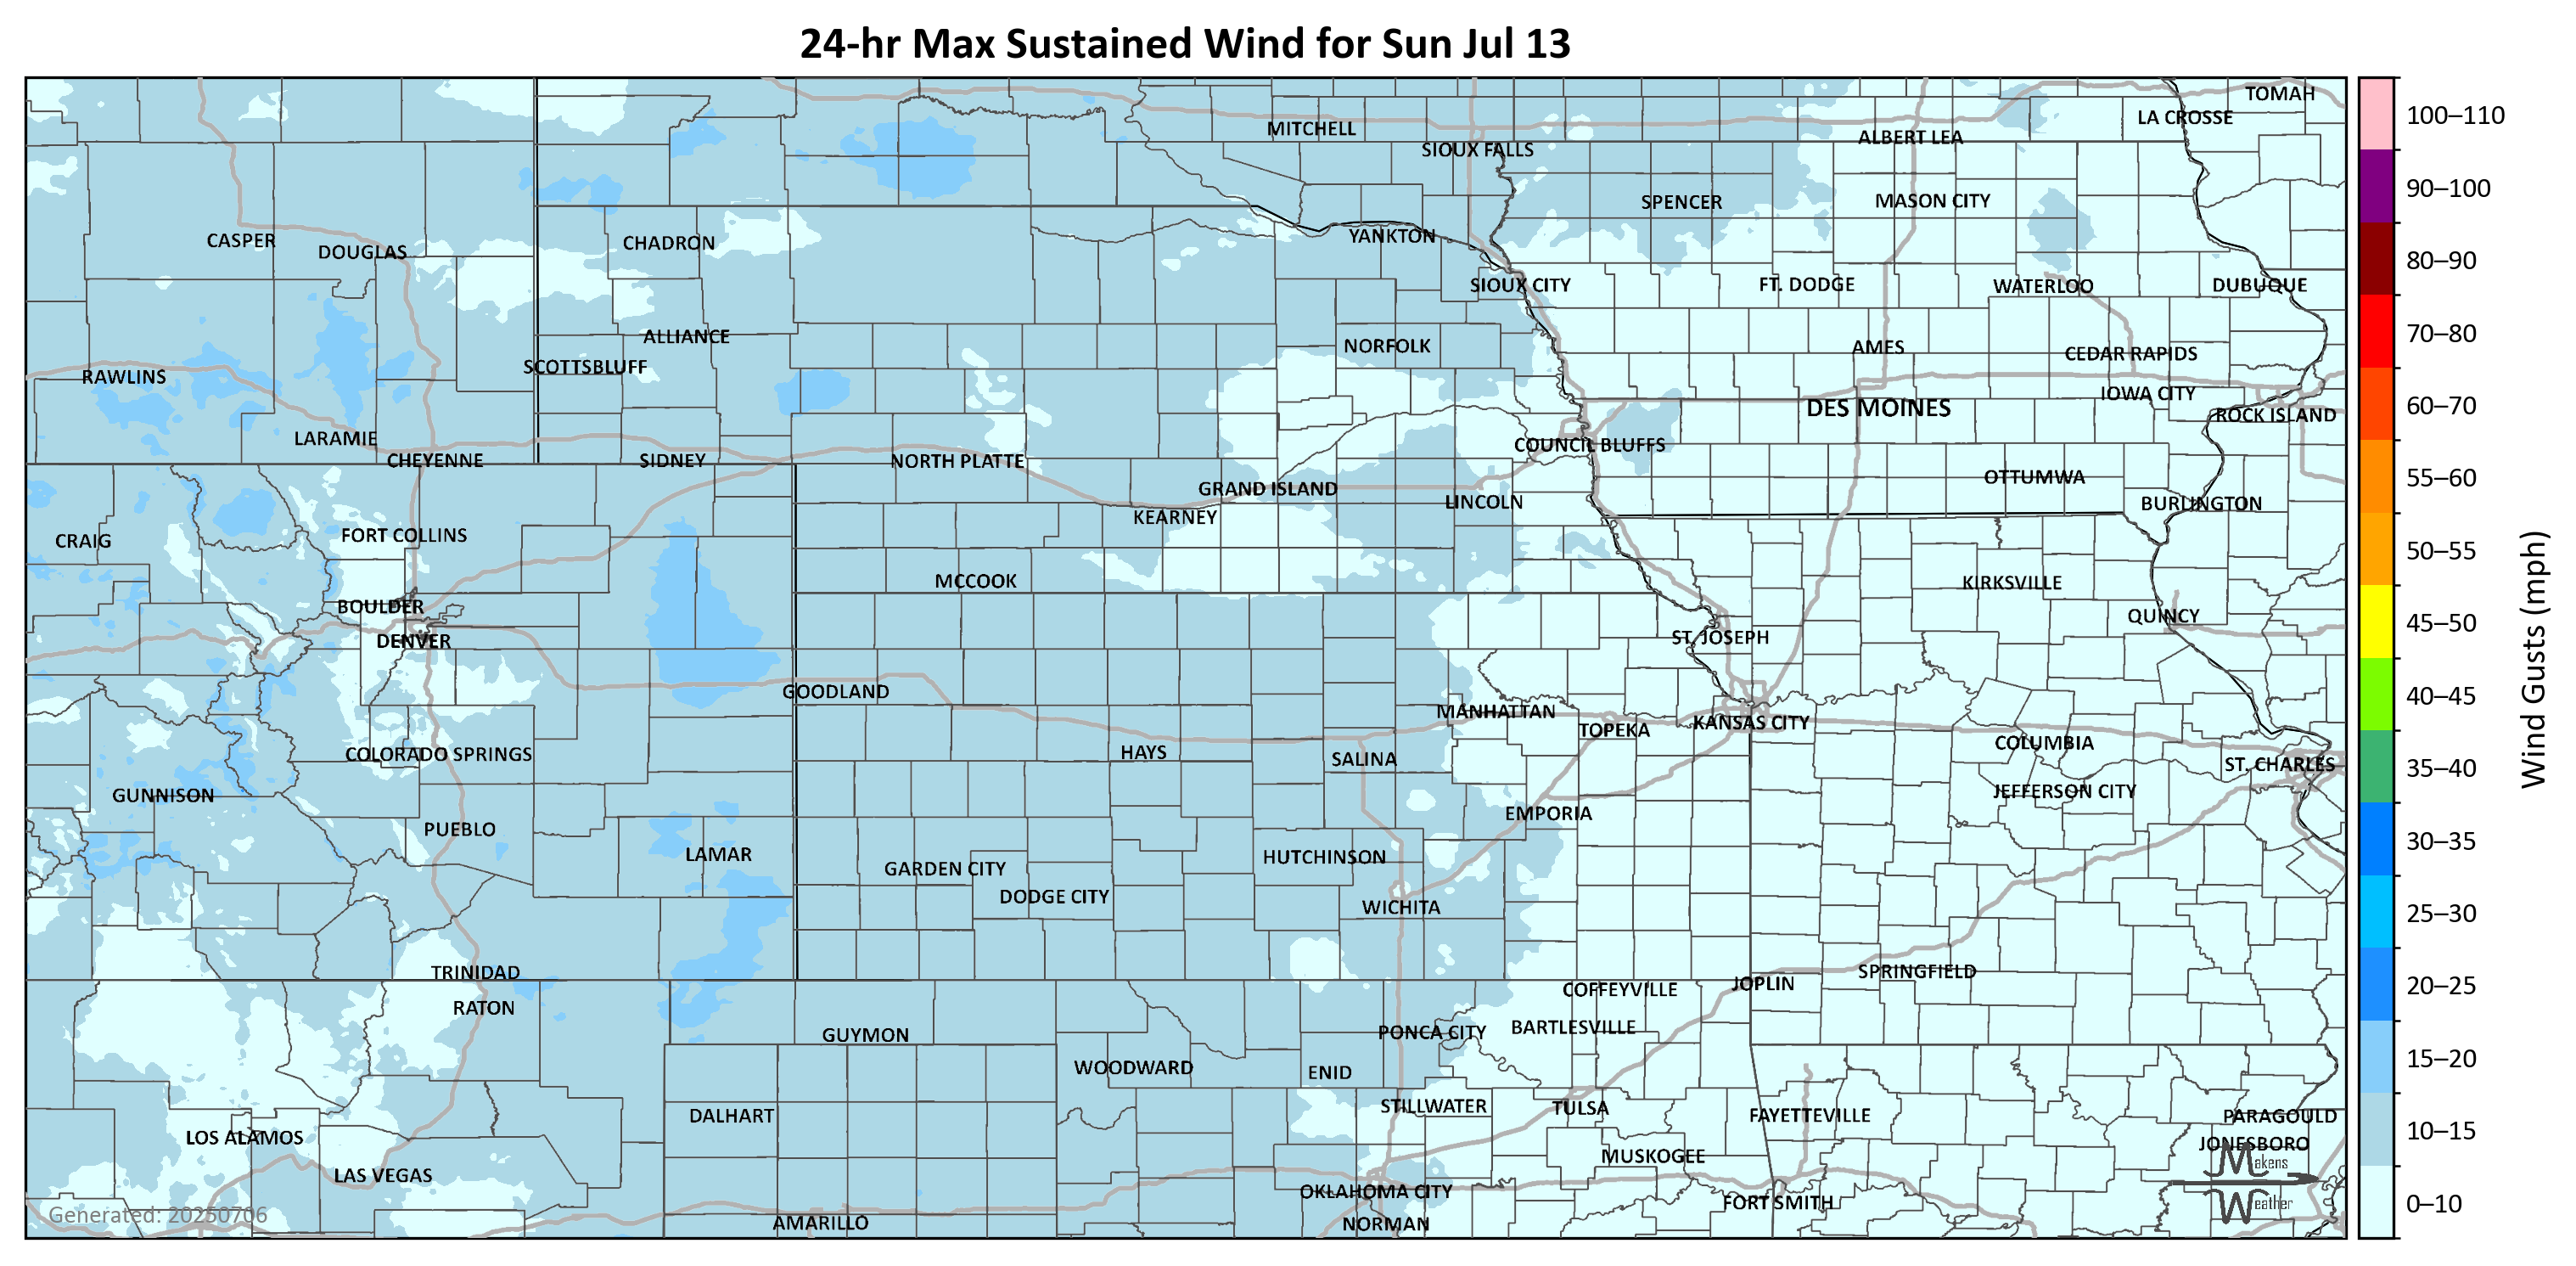 24-hr Max Sustained Wind for Sun Jul 13
TOMAH
LA CROSSE
MITCHELL
ALBERT LEA
SIOUX FALLS
SPENCER
MASON CITY
CASPER
DOUGLAS
CHADRON
YANKTON
SIOUX CITY
FT. DODGE
WATERLOO
DUBUQUE
ALLIANCE
NORFOLK
AMES
CEDAR RAPIDS
SCOTTSBLUFF
RAWLINS
IOWA CITY
DES MOINES
ROCK ISLAND
LARAMIE
COUNCIL BLUFFS
CHEYENNE
SIDNEY
NORTH PLATTE
OTTUMWA
GRAND ISLAND
LINCOLN
BURLINGTON
KEARNEY
CRAIG
FORT COLLINS
MCCOOK
KIRKSVILLE
BOULDER
QUINCY
DENVER
ST. JOSEPH
GOODLAND
MANHATTAN
TOPEKA
KANSAS CITY
COLUMBIA
COLORADO SPRINGS
HAYS
SALINA
ST. CHARLES
GUNNISON
JEFFERSON CITY
EMPORIA
PUEBLO
LAMAR
HUTCHINSON
GARDEN CITY
DODGE CITY
WICHITA
TRINIDAD
SPRINGFIELD
JOPLIN
COFFEYVILLE
RATON
BARTLESVILLE
PONCA CITY
GUYMON
WOODWARD
ENID
STILLWATER
TULSA
DALHART
FAYETTEVILLE
PARAGOULD
LOS ALAMOS
JONESBORO
MUSKOGEE
LAS VEGAS
OKLAHOMA CITY
FORT SMITH
AMARILLO
NORMAN
Generated: 20250706
Makens
Weather
100–110
90–100
80–90
70–80
60–70
55–60
50–55
45–50
40–45
35–40
30–35
25–30
20–25
15–20
10–15
0–10
Wind Gusts (mph)